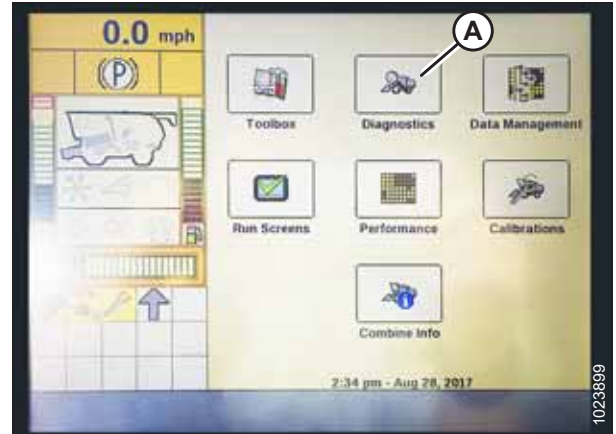 0.0 mph
A
(P)
Toolbox
Diagnostics
Data Management
Run Screens
Performance
Calibrations
Combine Info
2:34 pm - Aug 28, 2017
1023899